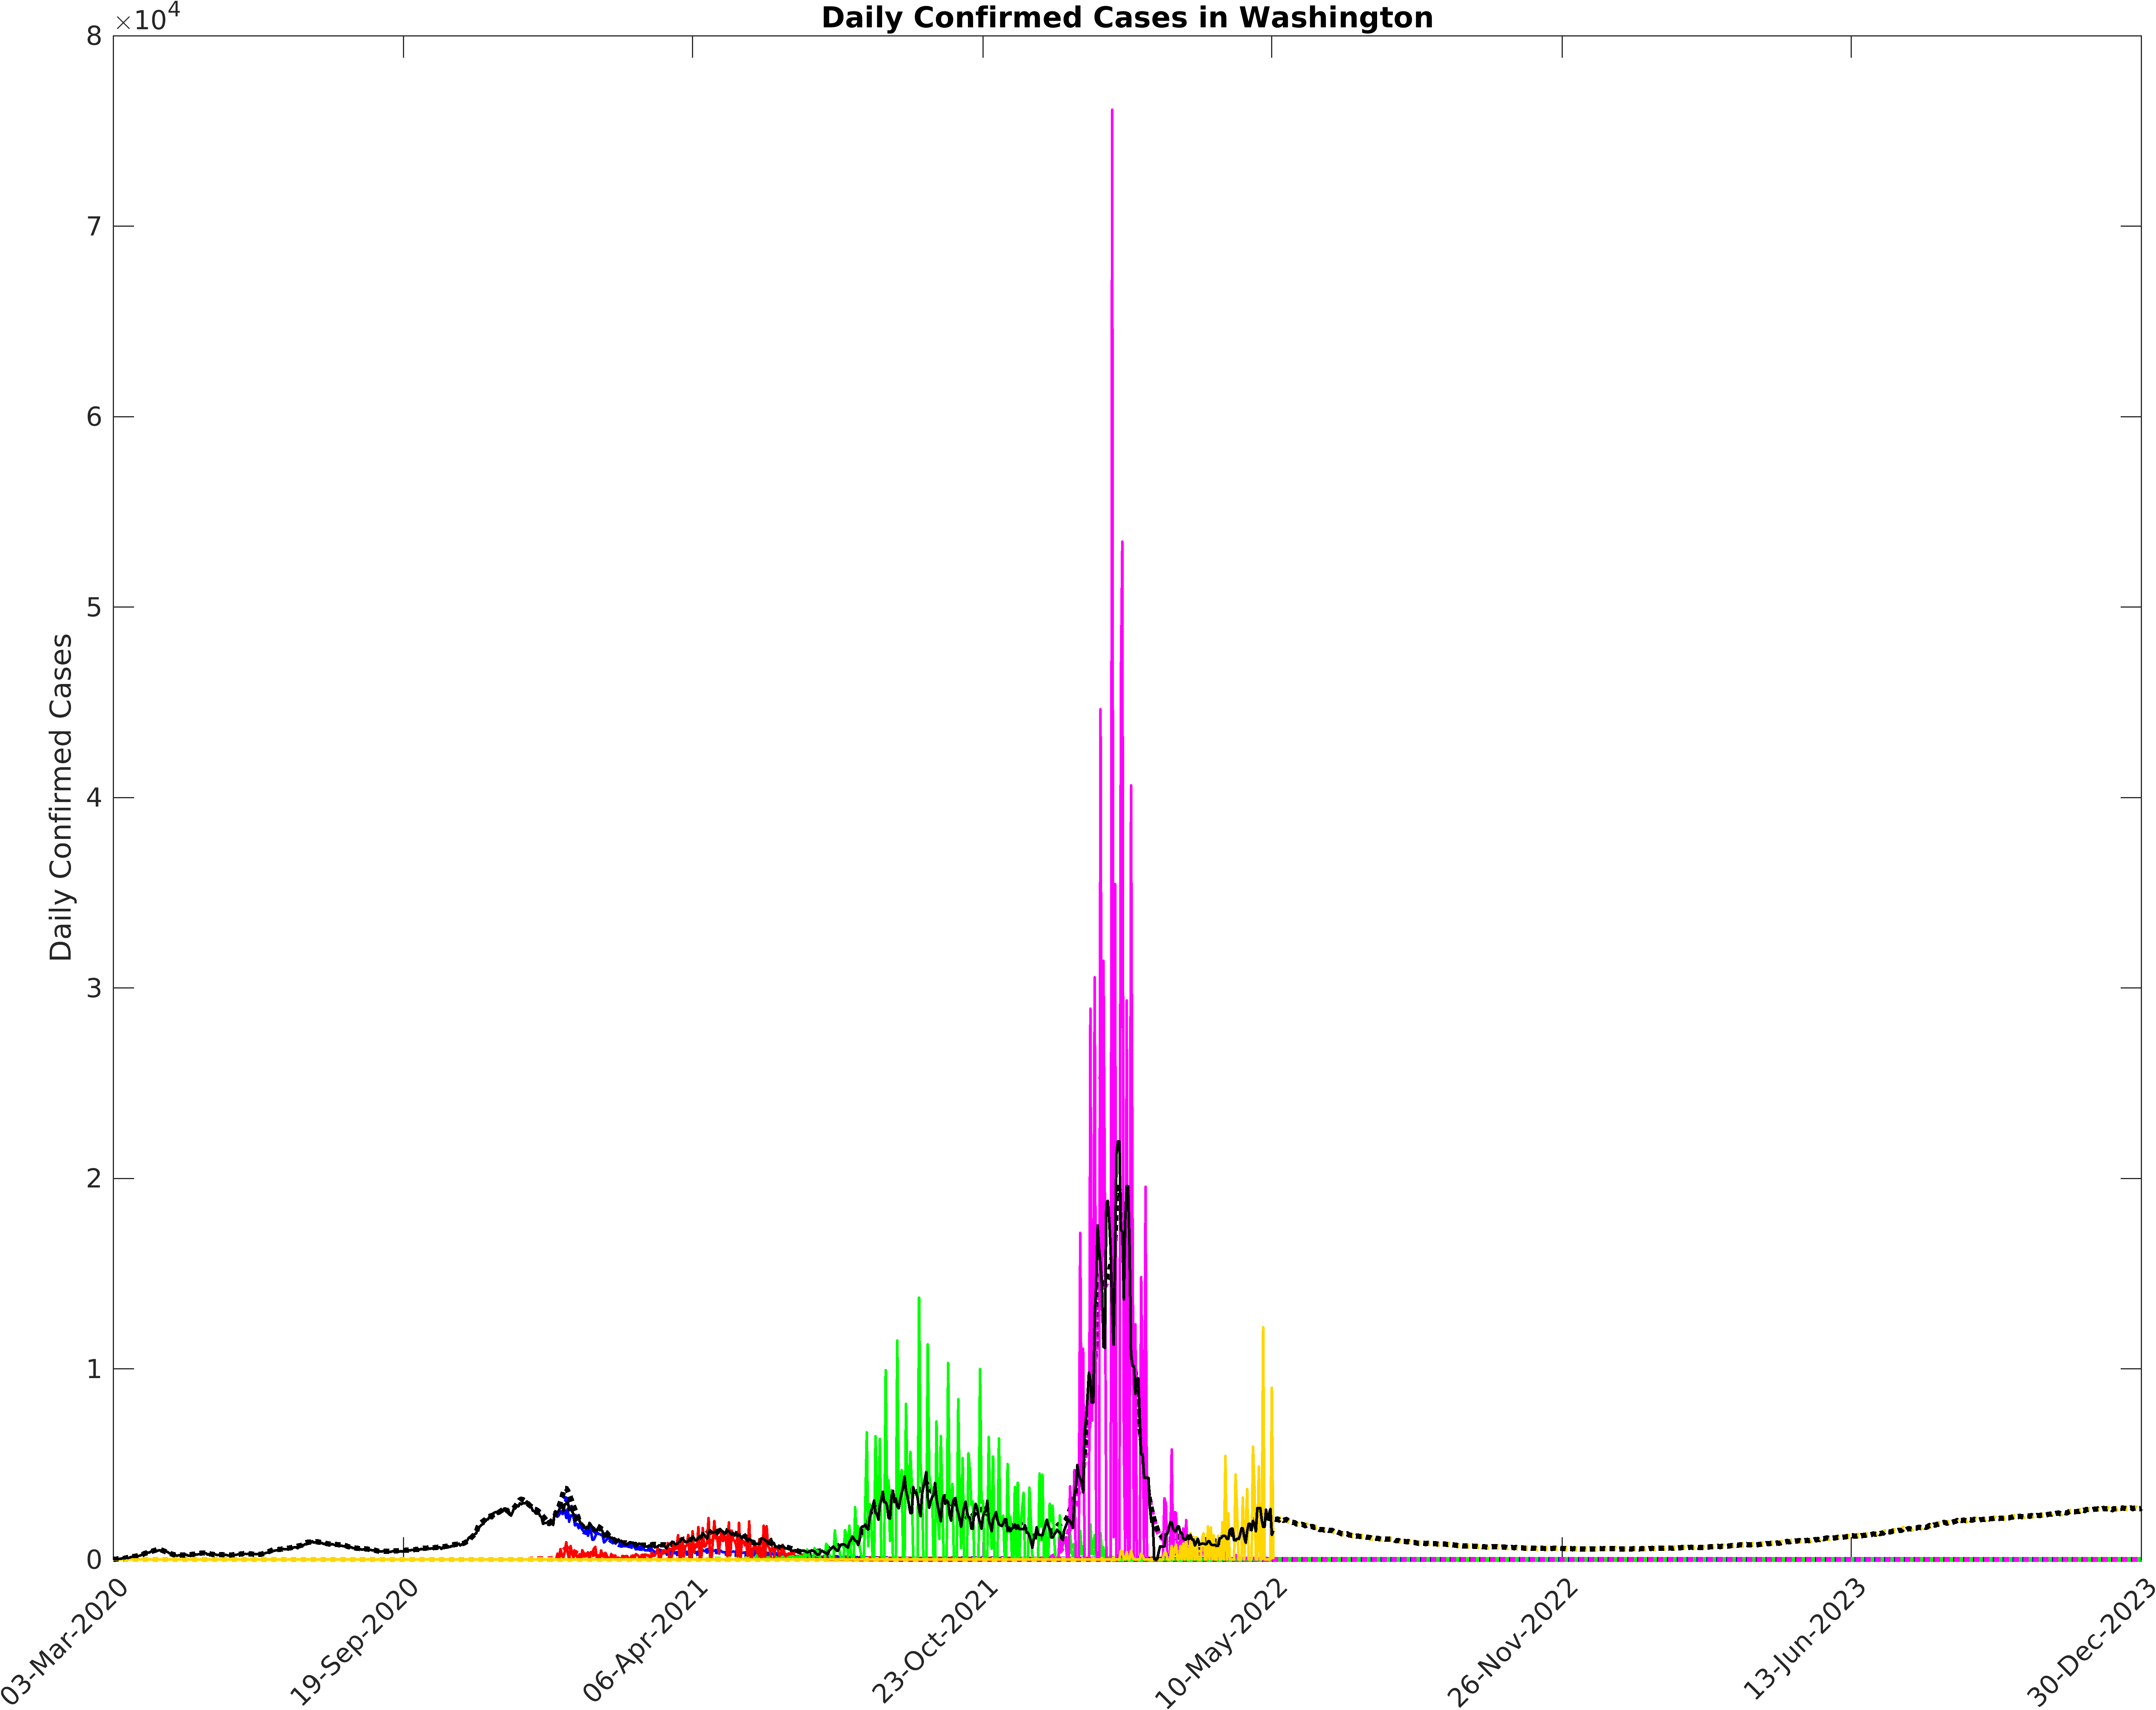 Daily Confirmed Cases in Washington
×10^4
8
7
6
5
4
3
2
1
0
Daily Confirmed Cases
03-Mar-2020
19-Sep-2020
06-Apr-2021
23-Oct-2021
10-May-2022
26-Nov-2022
13-Jun-2023
30-Dec-2023